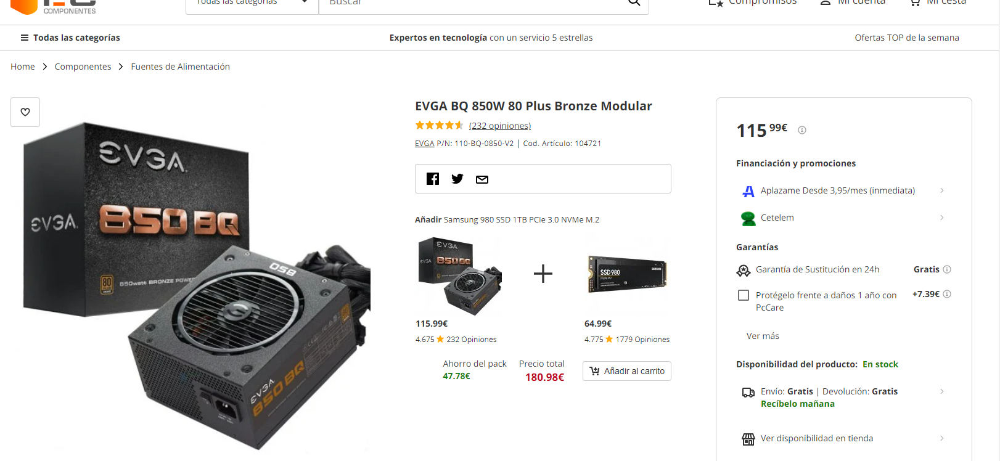 COMPONENTES
Todas las categorías
Buscar
Compromisos
Mi cuenta
Mi cesta
Todas las categorías
Expertos en tecnología con un servicio 5 estrellas
Ofertas TOP de la semana
Home
Componentes
Fuentes de Alimentación
EVGA BQ 850W 80 Plus Bronze Modular
(232 opiniones)
EVGA P/N: 110-BQ-0850-V2 | Cod. Artículo: 104721
Añadir Samsung 980 SSD 1TB PCIe 3.0 NVMe M.2
EVGA
EVGA
850 BQ
80
850watt BRONZE POWE
850
EVGA
850 BQ
EVGA
850 BQ
SSD 980
NVMe M.2
SAMSUNG
115.99€
64.99€
4.675 232 Opiniones
4.775 1779 Opiniones
Ahorro del pack
47.78€
Precio total
180.98€
Añadir al carrito
115 99€
Financiación y promociones
Aplazame Desde 3,95/mes (inmediata)
Cetelem
Garantías
Garantía de Sustitución en 24h
Gratis
Protégelo frente a daños 1 año con
PcCare
+7.39€
Ver más
Disponibilidad del producto: En stock
Envío: Gratis | Devolución: Gratis
Recíbelo mañana
Ver disponibilidad en tienda